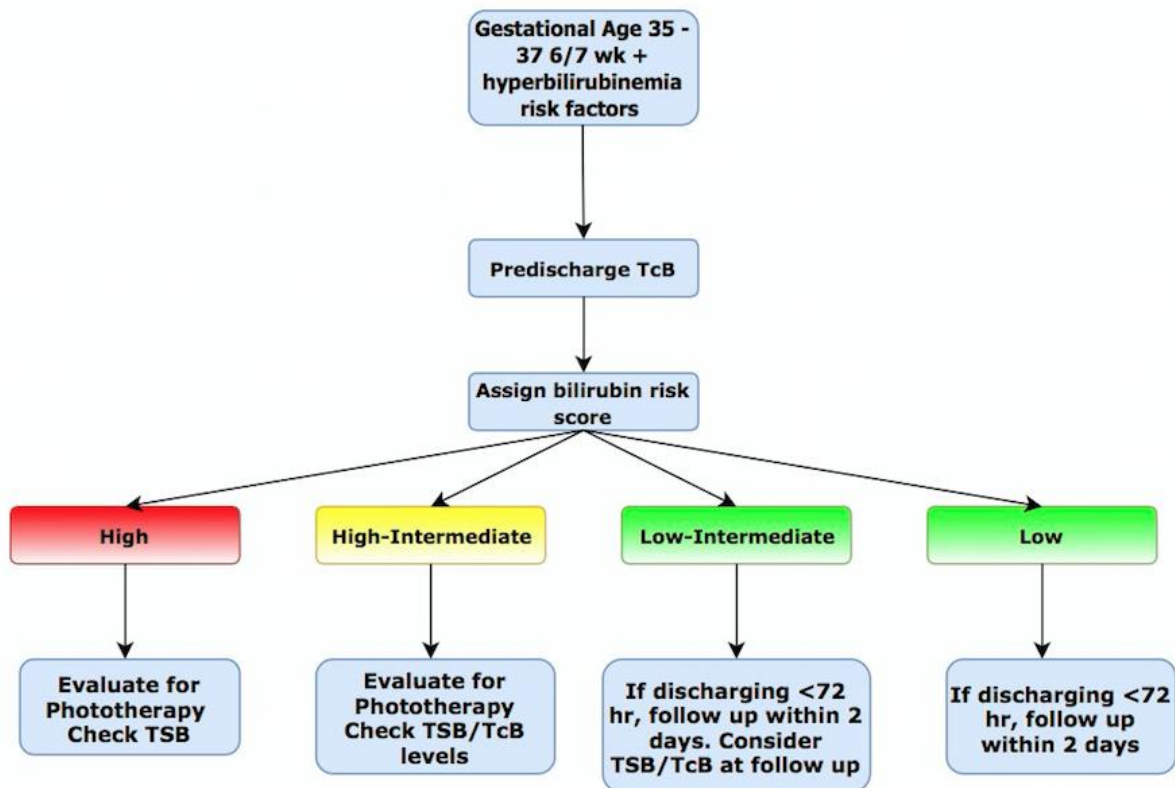 Gestational Age 35 -
37 6/7 wk +
hyperbilirubinemia
risk factors
Predischarge TcB
Assign bilirubin risk
score
High
High-Intermediate
Low-Intermediate
Low
Evaluate for
Phototherapy
Check TSB
Evaluate for
Phototherapy
Check TSB/TcB
levels
If discharging <72
hr, follow up within 2
days. Consider
TSB/TcB at follow up
If discharging <72
hr, follow up
within 2 days